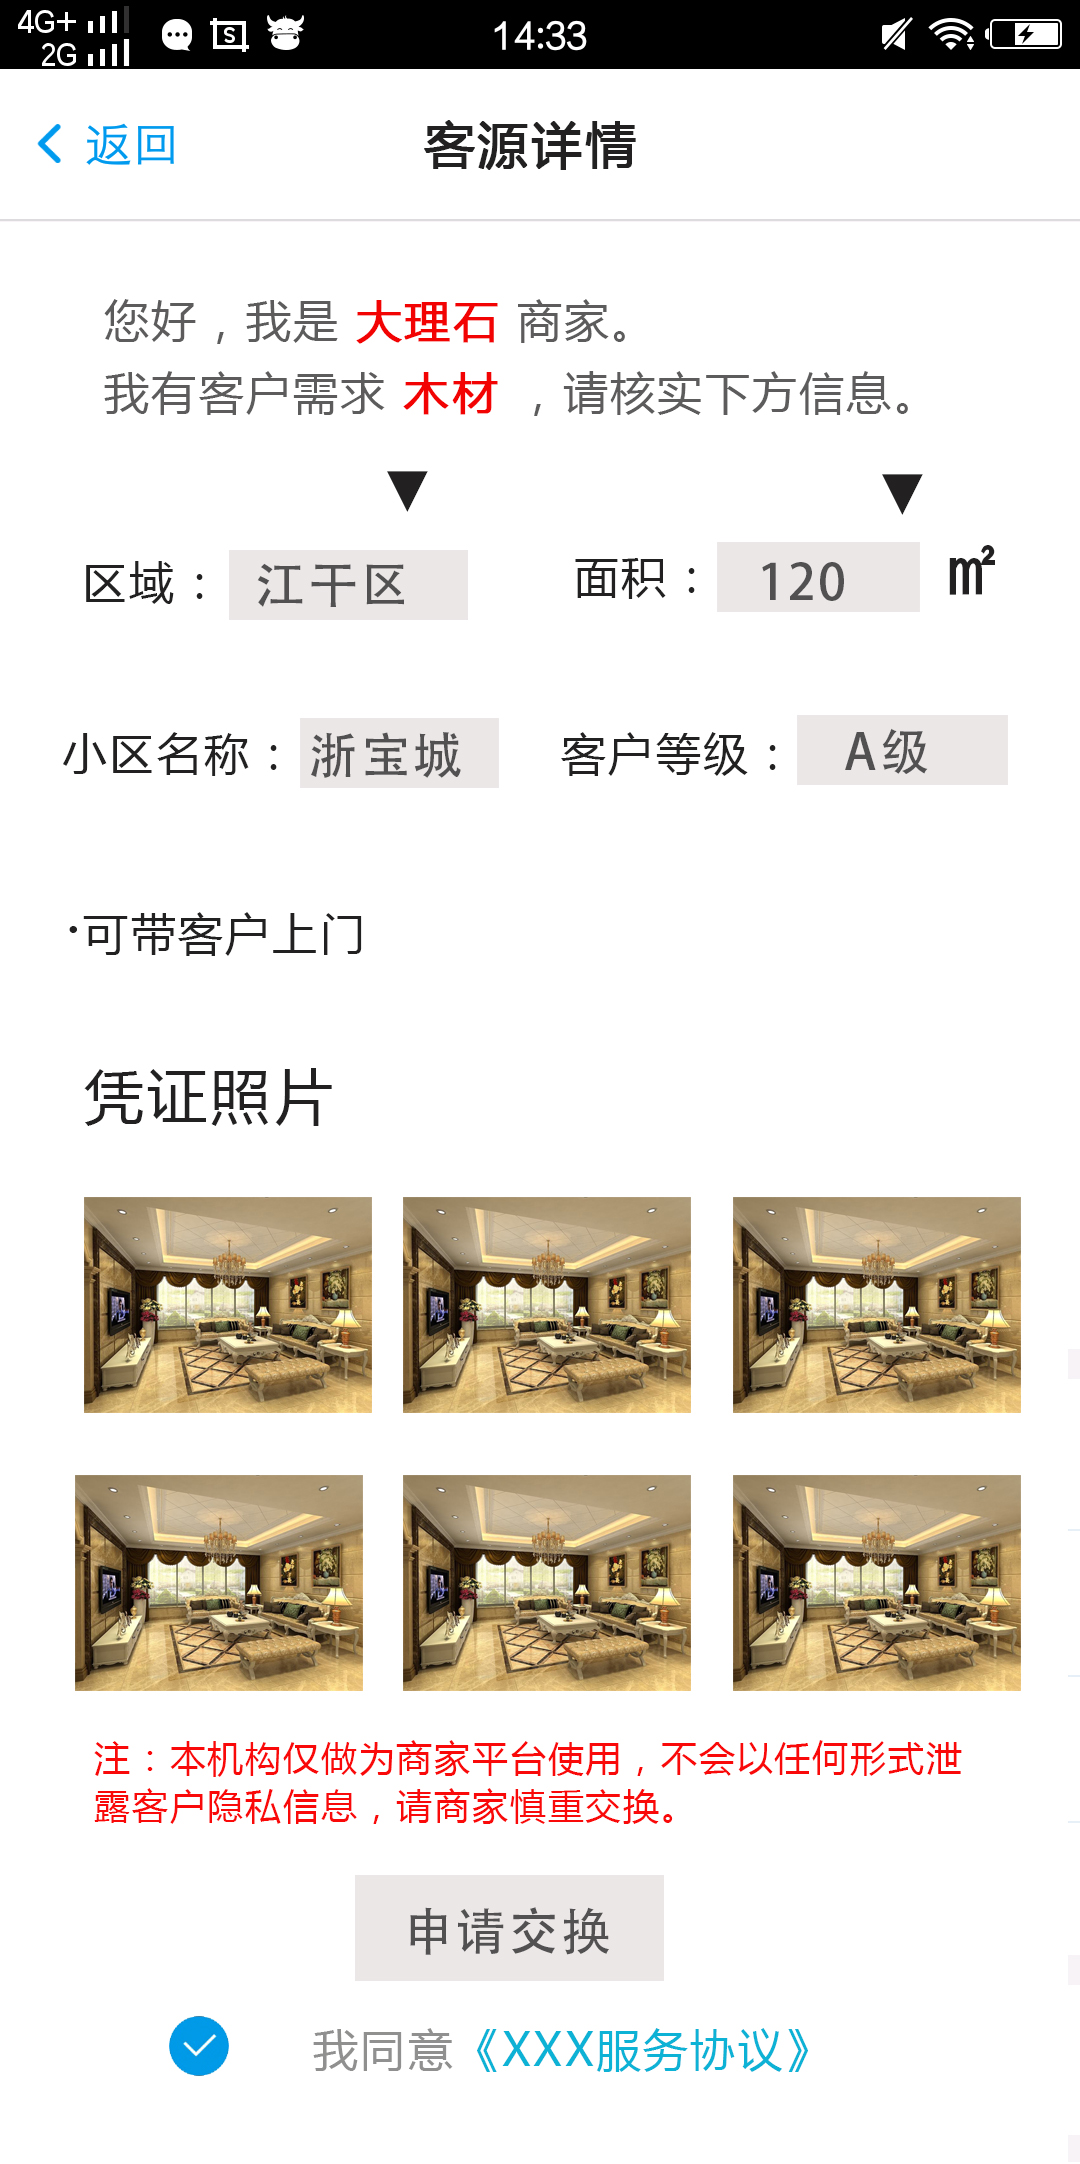 4G+
2G
S
14:33
返回
客源详情
您好，我是 大理石 商家。
我有客户需求 木材 ，请核实下方信息。
▼ ▼
区域： 江干区 面积： 120 m²
小区名称： 浙宝城 客户等级： A级
·可带客户上门
凭证照片
注：本机构仅做为商家平台使用，不会以任何形式泄
露客户隐私信息，请商家慎重交换。
申请交换
我同意《XXX服务协议》